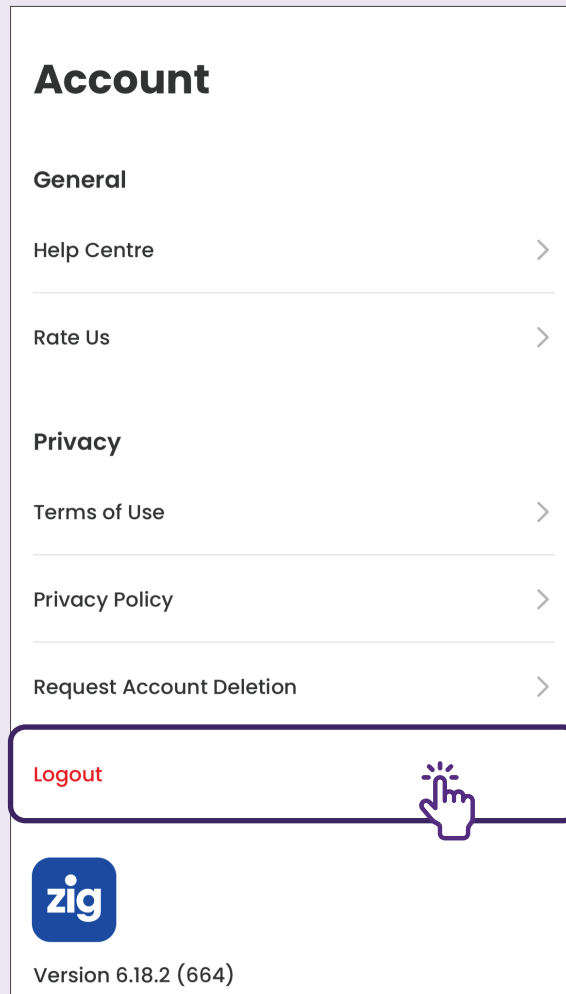 Account
General
Help Centre
Rate Us
Privacy
Terms of Use
Privacy Policy
Request Account Deletion
Logout
zig
Version 6.18.2 (664)